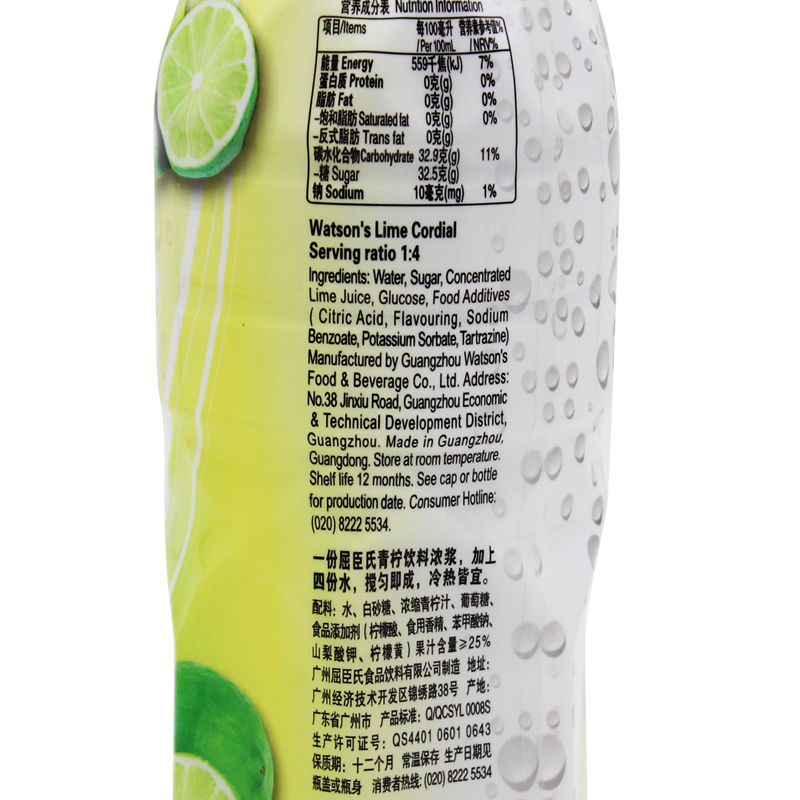 营养成分表 Nutrition Information
项目/Items 每100毫升 营养素参考值%
/Per 100mL /NRV%
能量 Energy 559千焦(kJ) 7%
蛋白质 Protein 0克(g) 0%
脂肪 Fat 0克(g) 0%
–饱和脂肪 Saturated fat 0克(g) 0%
–反式脂肪 Trans fat 0克(g)
碳水化合物 Carbohydrate 32.9克(g) 11%
–糖 Sugar 32.5克(g)
钠 Sodium 10毫克(mg) 1%
Watson's Lime Cordial
Serving ratio 1:4
Ingredients: Water, Sugar, Concentrated
Lime Juice, Glucose, Food Additives
( Citric Acid, Flavouring, Sodium
Benzoate, Potassium Sorbate, Tartrazine)
Manufactured by Guangzhou Watson's
Food & Beverage Co., Ltd. Address:
No.38 Jinxiu Road, Guangzhou Economic
& Technical Development District,
Guangzhou. Made in Guangzhou,
Guangdong. Store at room temperature.
Shelf life 12 months. See cap or bottle
for production date. Consumer Hotline:
(020) 8222 5534.
一份屈臣氏青柠饮料浓浆，加上
四份水，搅匀即成，冷热皆宜。
配料：水、白砂糖、浓缩青柠汁、葡萄糖、
食品添加剂（柠檬酸、食用香精、苯甲酸钠、
山梨酸钾、柠檬黄）果汁含量≥25%
广州屈臣氏食品饮料有限公司制造 地址：
广州经济技术开发区锦绣路38号 产地：
广东省广州市 产品标准：Q/QCSYL 0008S
生产许可证号：QS4401 0601 0643
保质期：十二个月 常温保存 生产日期见
瓶盖或瓶身 消费者热线：(020) 8222 5534